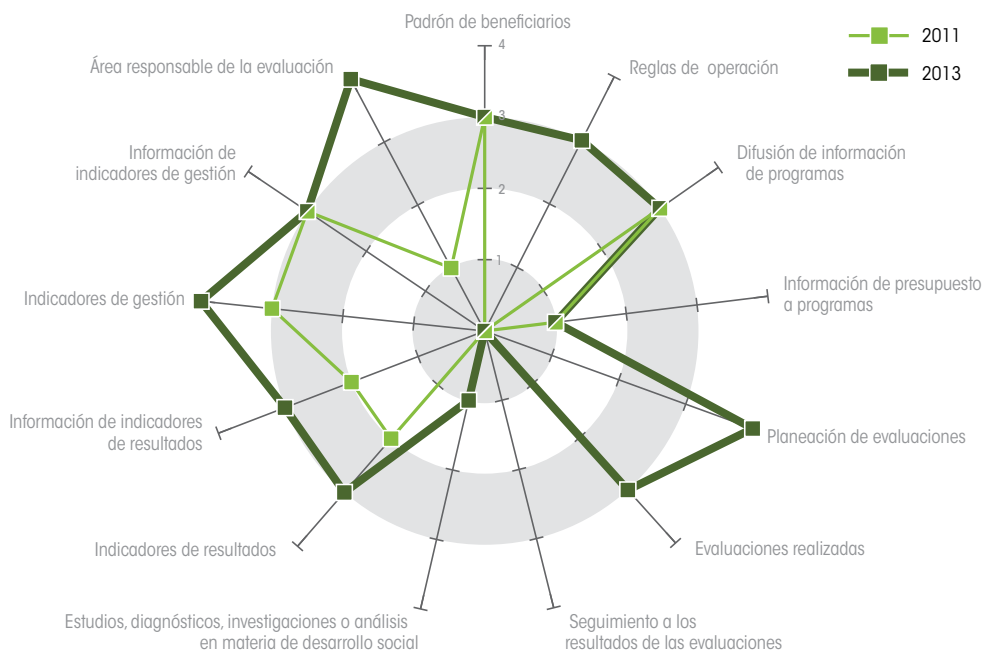 Padrón de beneficiarios
4
3
2
1
2011
2013
Reglas de operación
Difusión de información
de programas
Información de presupuesto
a programas
Planeación de evaluaciones
Evaluaciones realizadas
Seguimiento a los
resultados de las evaluaciones
Estudios, diagnósticos, investigaciones o análisis
en materia de desarrollo social
Indicadores de resultados
Información de indicadores
de resultados
Indicadores de gestión
Información de
indicadores de gestión
Área responsable de la evaluación